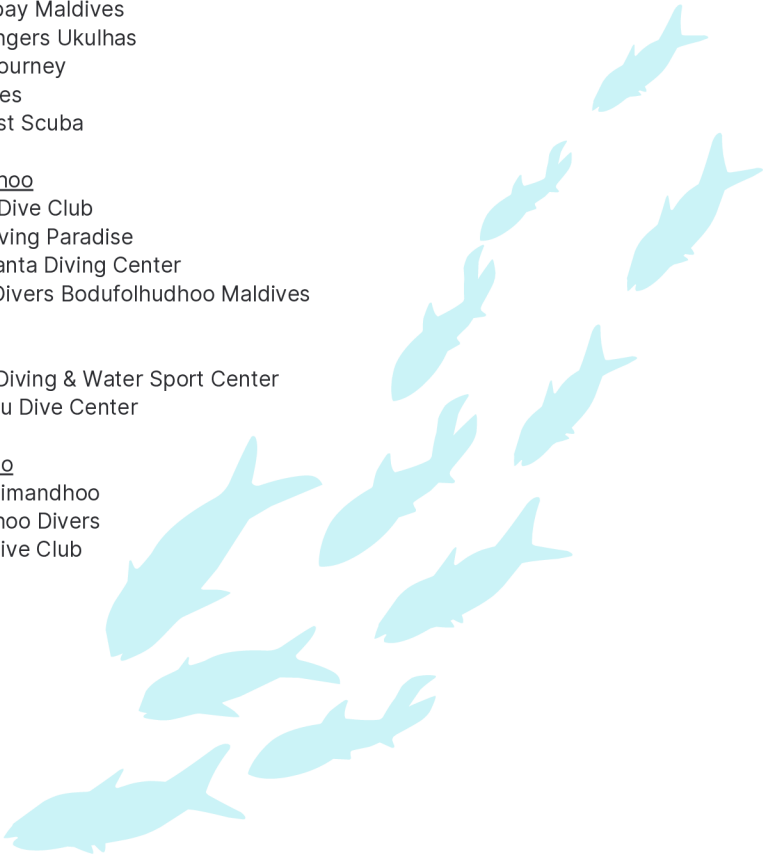 bay Maldives
ngers Ukulhas
ourney
es
st Scuba
hoo
Dive Club
ving Paradise
anta Diving Center
Divers Bodufolhudhoo Maldives
Diving & Water Sport Center
u Dive Center
o
imandhoo
hoo Divers
ive Club